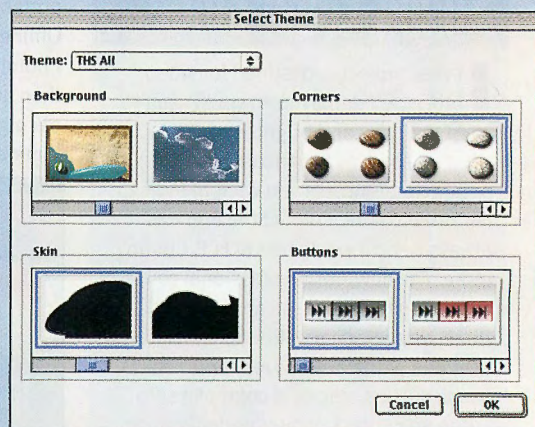 Select Theme
Theme: THS All
Background
Corners
Skin
Buttons
Cancel
OK